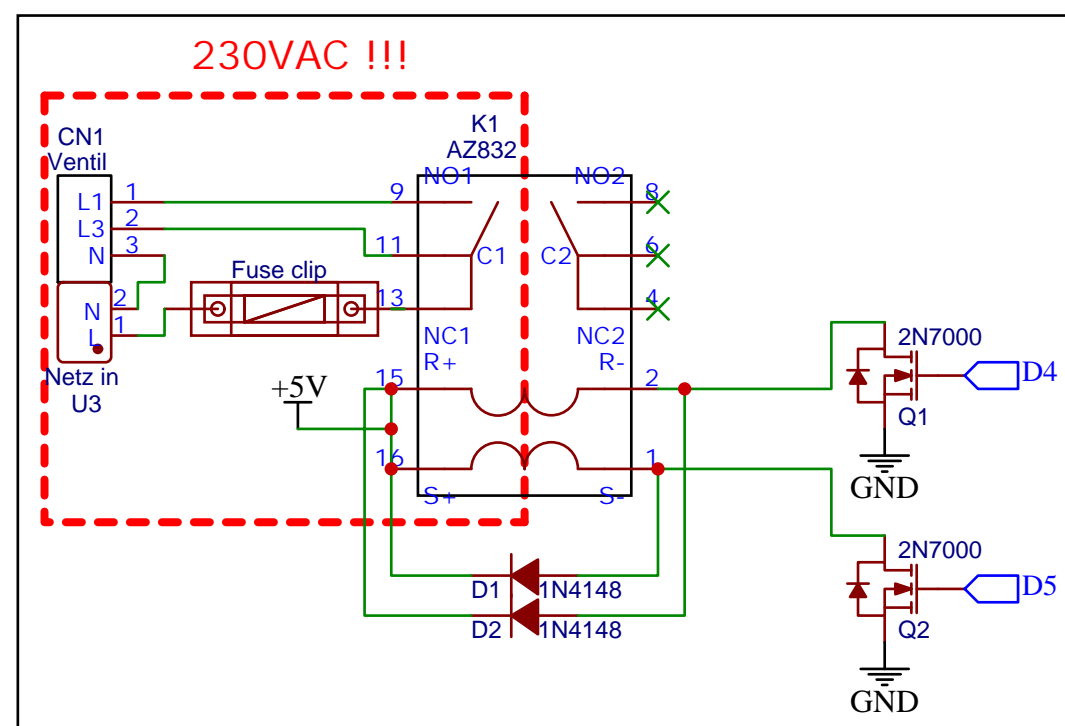 230VAC !!!
CN1
Ventil
K1
AZ832
NO1
NO2
L1
1
9
8
L3
2
11
6
N
3
C1
C2
Fuse clip
N
2
13
4
L
1
NC1
NC2
R+
R-
Netz in
U3
+5V
15
2
16
1
S+
S-
2N7000
D4
Q1
GND
2N7000
D5
Q2
GND
D1
1N4148
D2
1N4148